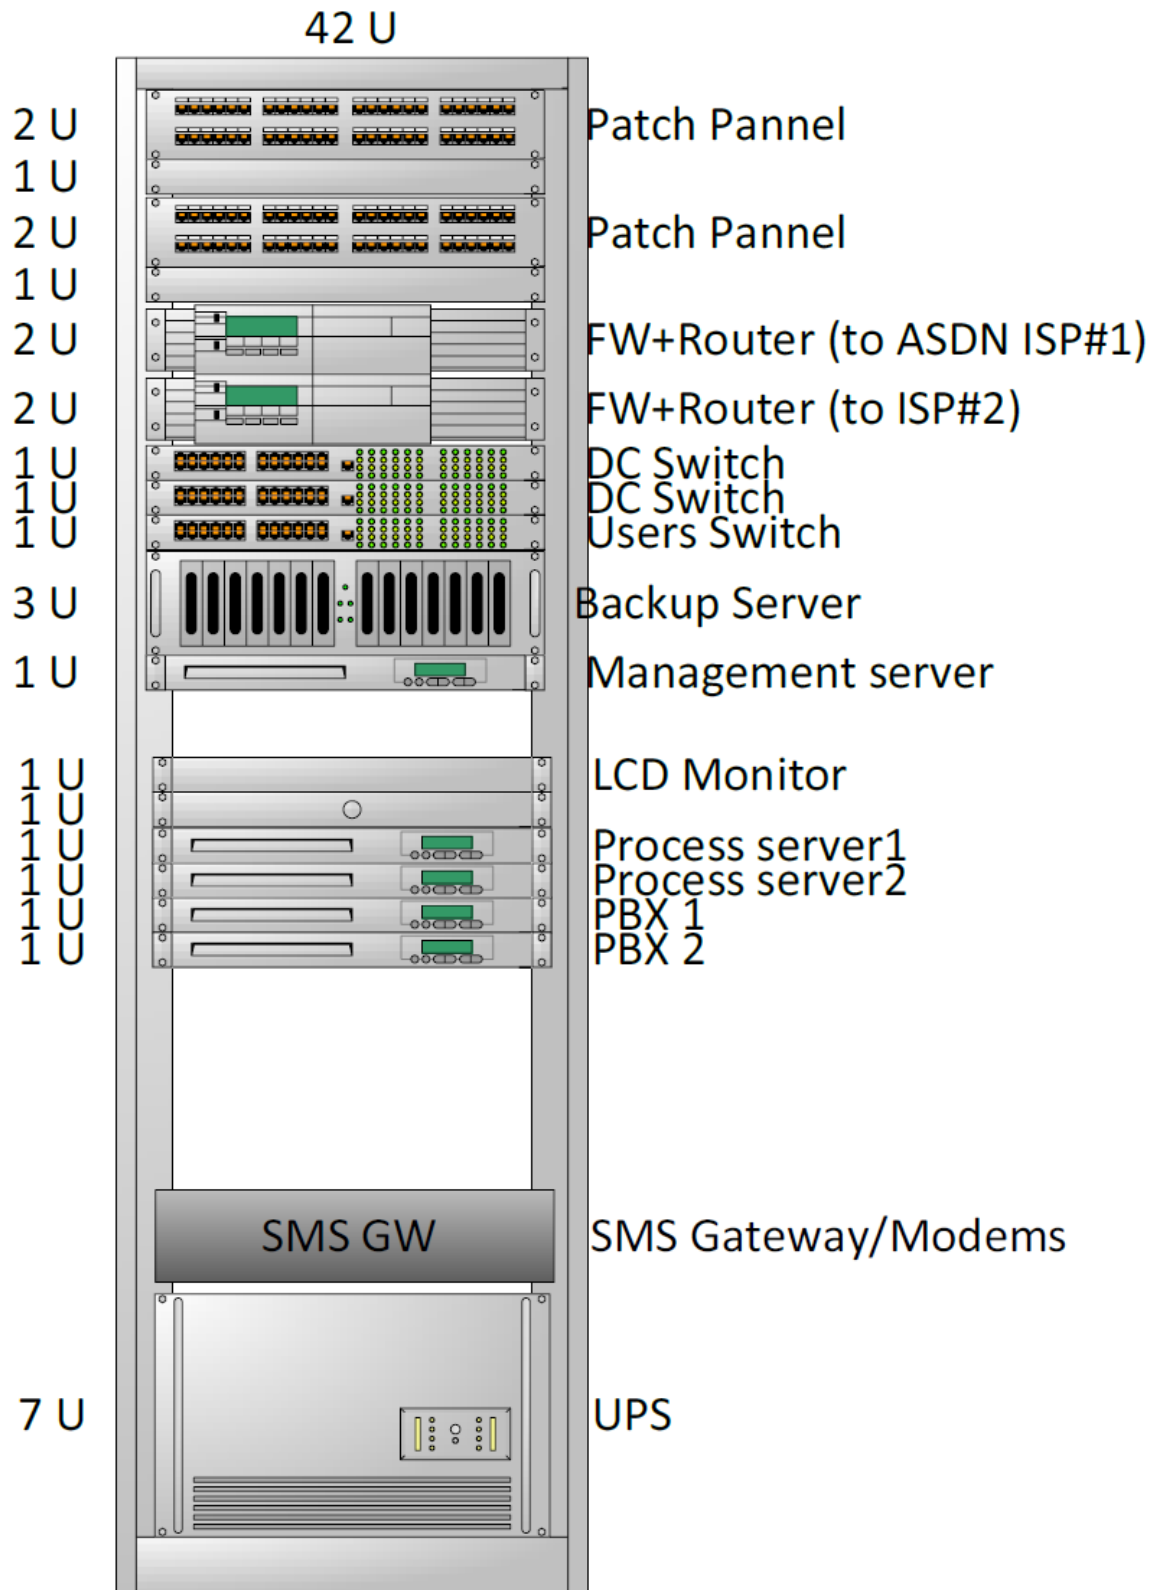 42 U
2 U Patch Pannel
1 U
2 U Patch Pannel
1 U
2 U FW+Router (to ASDN ISP#1)
2 U FW+Router (to ISP#2)
1 U DC Switch
1 U DC Switch
1 U Users Switch
3 U Backup Server
1 U Management server
1 U LCD Monitor
1 U
1 U Process server1
1 U Process server2
1 U PBX 1
1 U PBX 2
SMS GW SMS Gateway/Modems
7 U UPS